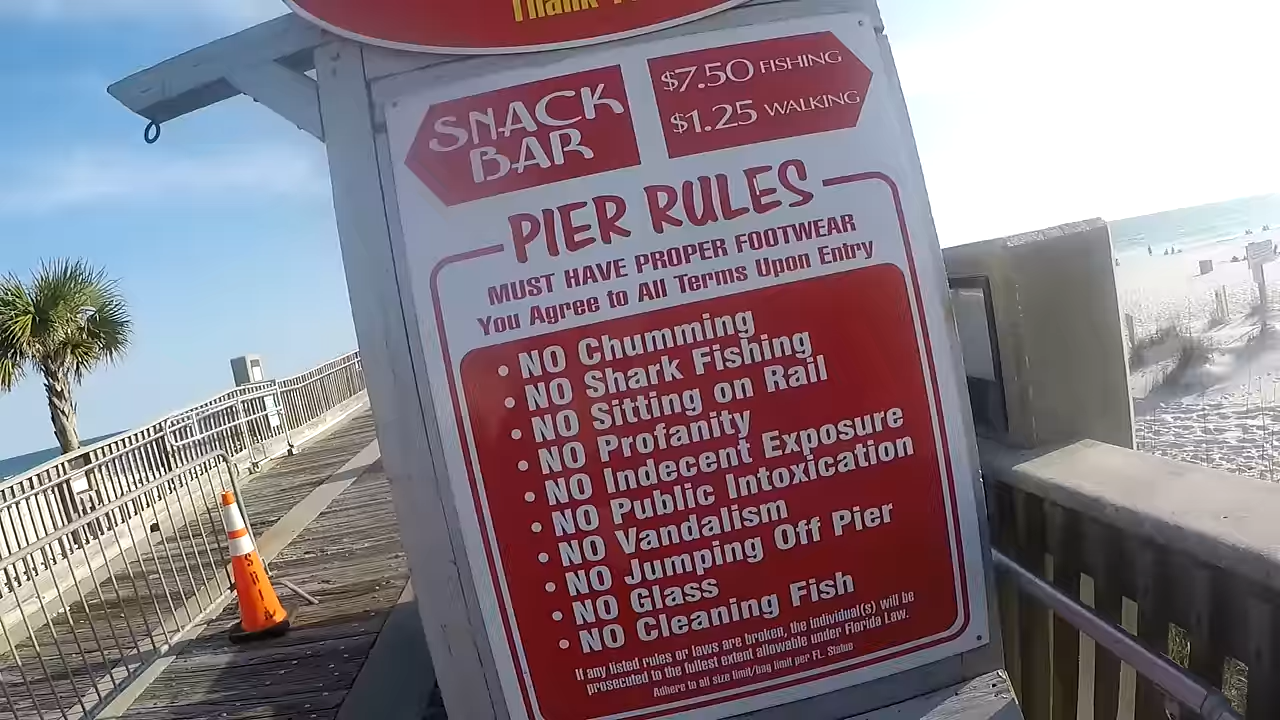 Thank
SNACK
BAR
$7.50 FISHING
$1.25 WALKING
PIER RULES
MUST HAVE PROPER FOOTWEAR
You Agree to All Terms Upon Entry
• NO Chumming
• NO Shark Fishing
• NO Sitting on Rail
• NO Profanity
• NO Indecent Exposure
• NO Public Intoxication
• NO Vandalism
• NO Jumping Off Pier
• NO Glass
• NO Cleaning Fish
If any listed rules or laws are broken, the individual(s) will be
prosecuted to the fullest extent allowable under Florida Law.
Adhere to all size limit/bag limit per FL. Statue